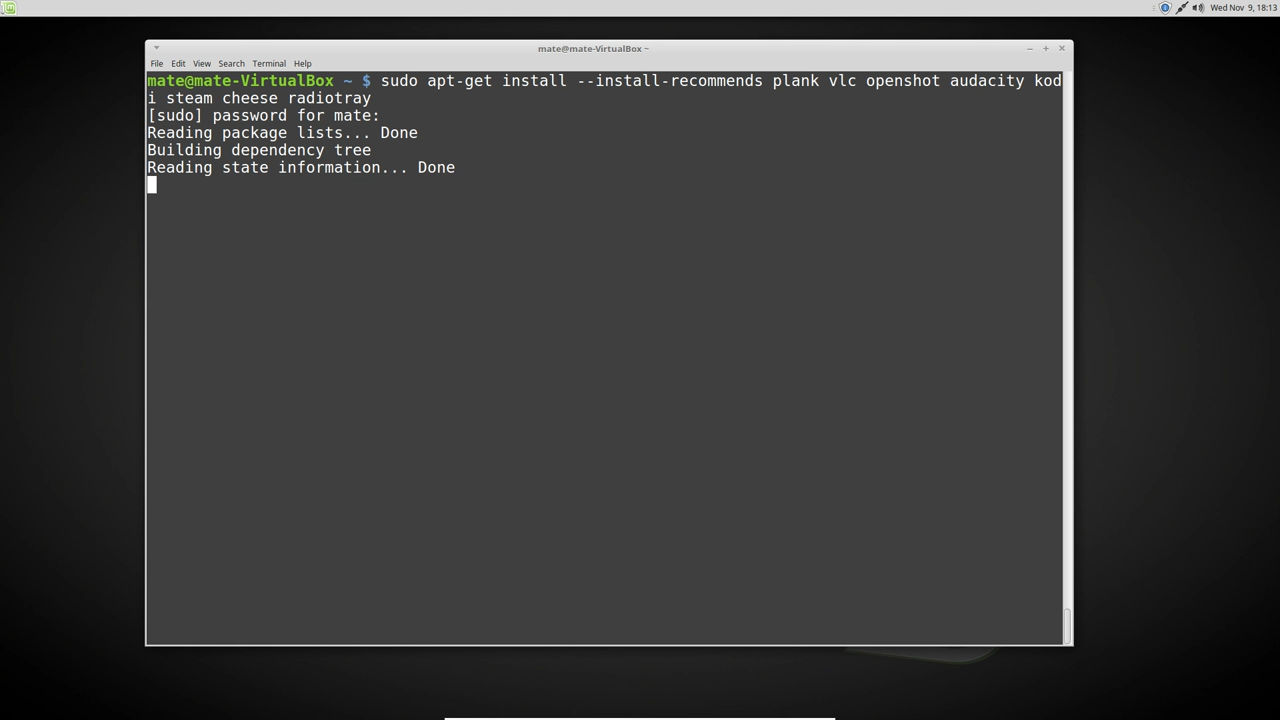 Wed Nov 9, 18:13
mate@mate-VirtualBox ~
File Edit View Search Terminal Help
mate@mate-VirtualBox ~ $ sudo apt-get install --install-recommends plank vlc openshot audacity kod
i steam cheese radiotray
[sudo] password for mate:
Reading package lists... Done
Building dependency tree
Reading state information... Done